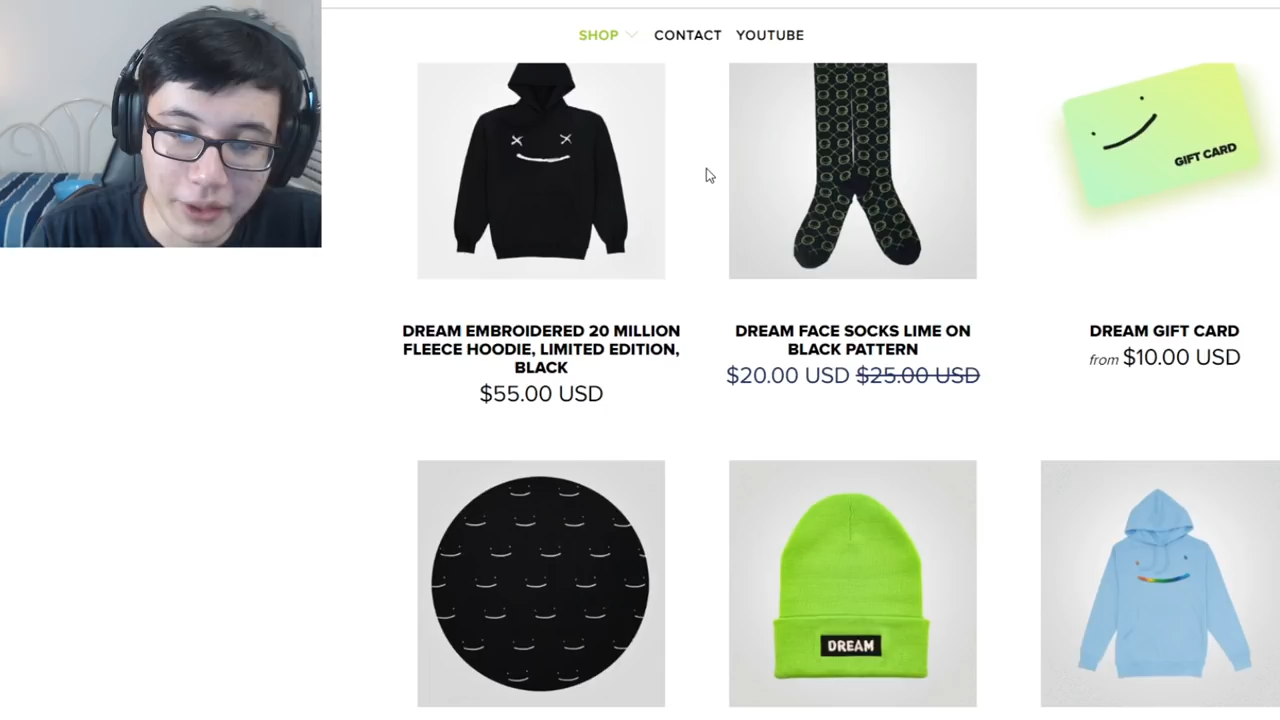 SHOP CONTACT YOUTUBE
GIFT CARD
DREAM EMBROIDERED 20 MILLION
FLEECE HOODIE, LIMITED EDITION,
BLACK
$55.00 USD
DREAM FACE SOCKS LIME ON
BLACK PATTERN
$20.00 USD $25.00 USD
DREAM GIFT CARD
from $10.00 USD
DREAM